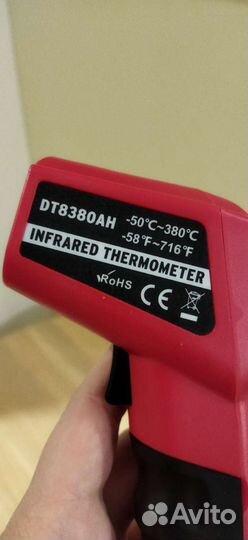 DT8380AH -50℃~380℃
-58°F~716°F
INFRARED THERMOMETER
RoHS CE
Avito